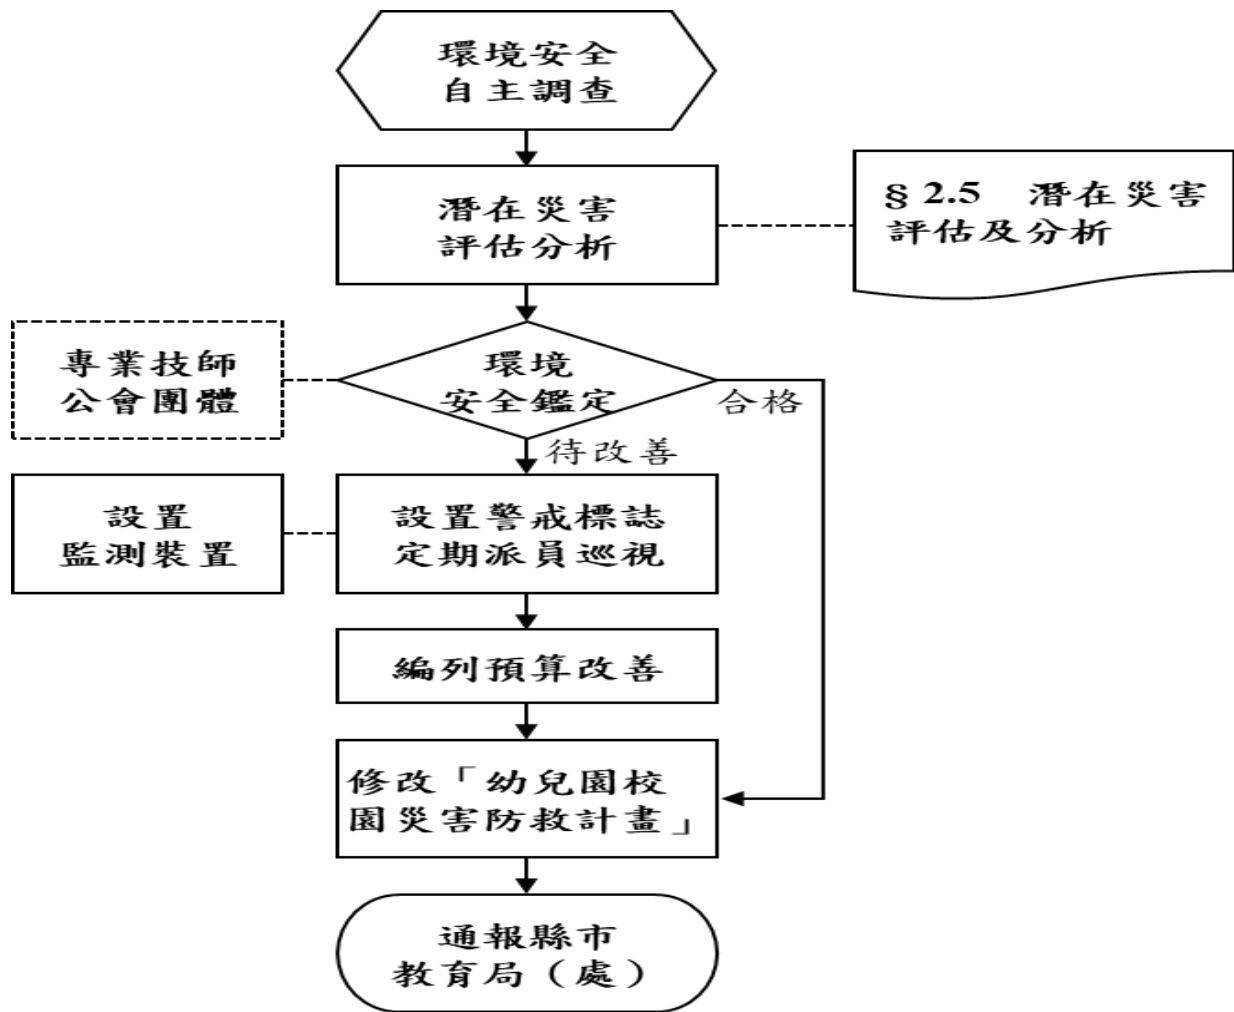 環境安全
自主調查
潛在災害
評估分析
§ 2.5　潛在災害
評估及分析
專業技師
公會團體
環境
安全鑑定
合格
待改善
設置
監測裝置
設置警戒標誌
定期派員巡視
編列預算改善
修改「幼兒園校
園災害防救計畫」
通報縣市
教育局（處）